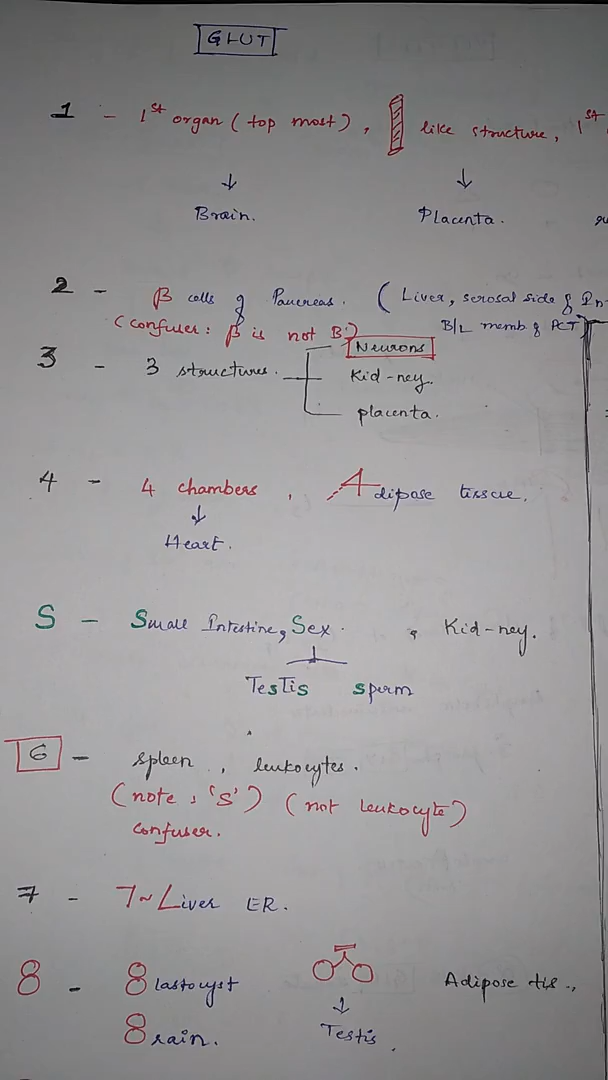 GLUT
1 - 1st organ (top most), like structure, 1st
Brain. Placenta.
2 - β cells of Pancreas. (Liver, serosal side of In
(confuser: β is not B!) B/L memb. of PCT)
3 - 3 structures. Neurons
Kid-ney.
placenta.
4 - 4 chambers, Adipose tissue.
Heart.
S - Small Intestine, Sex. , Kid-ney.
Testis sperm
6 - spleen, leukocytes.
(note: 'S') (not leukocyte)
confuser.
7 - 7~Liver ER.
8 - 8lastocyst Adipose tis.,
8rain. Testis.